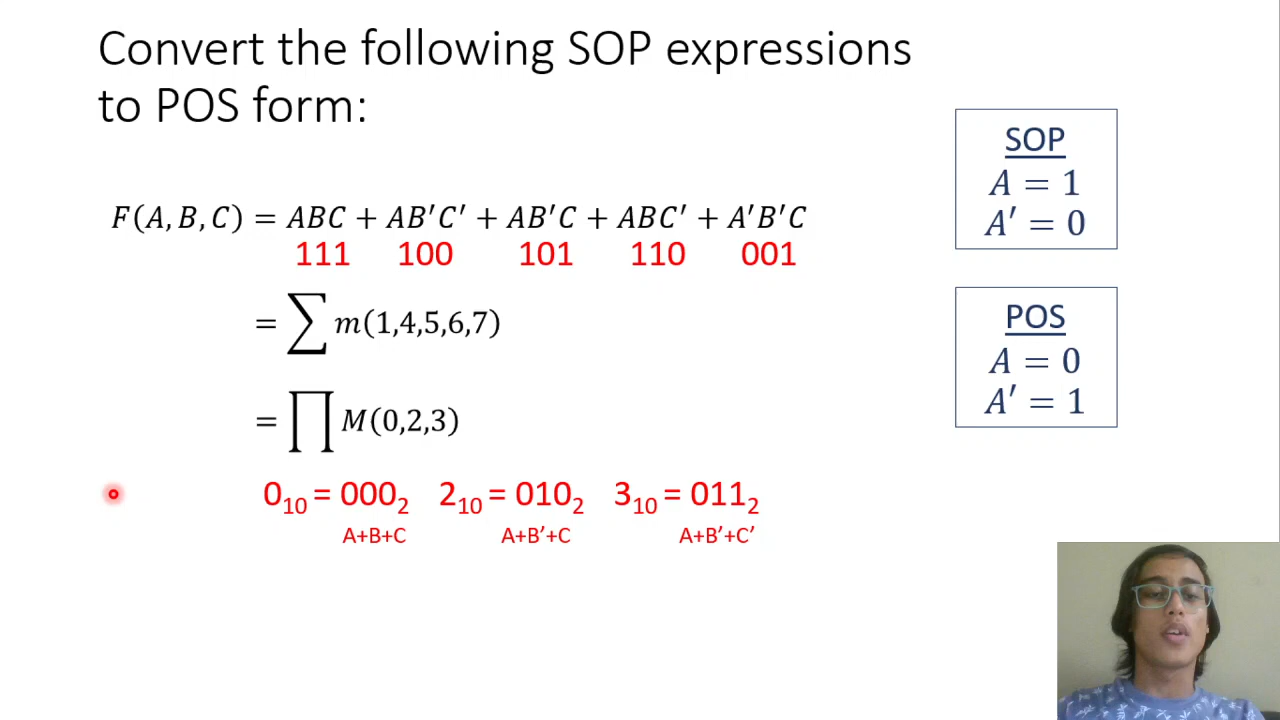 Convert the following SOP expressions
to POS form:
F(A, B, C) = ABC + AB′C′ + AB′C + ABC′ + A′B′C
111 100 101 110 001
= ∑ m(1,4,5,6,7)
= ∏ M(0,2,3)
0₁₀ = 000₂ 2₁₀ = 010₂ 3₁₀ = 011₂
A+B+C A+B’+C A+B’+C’
SOP
A = 1
A′ = 0
POS
A = 0
A′ = 1